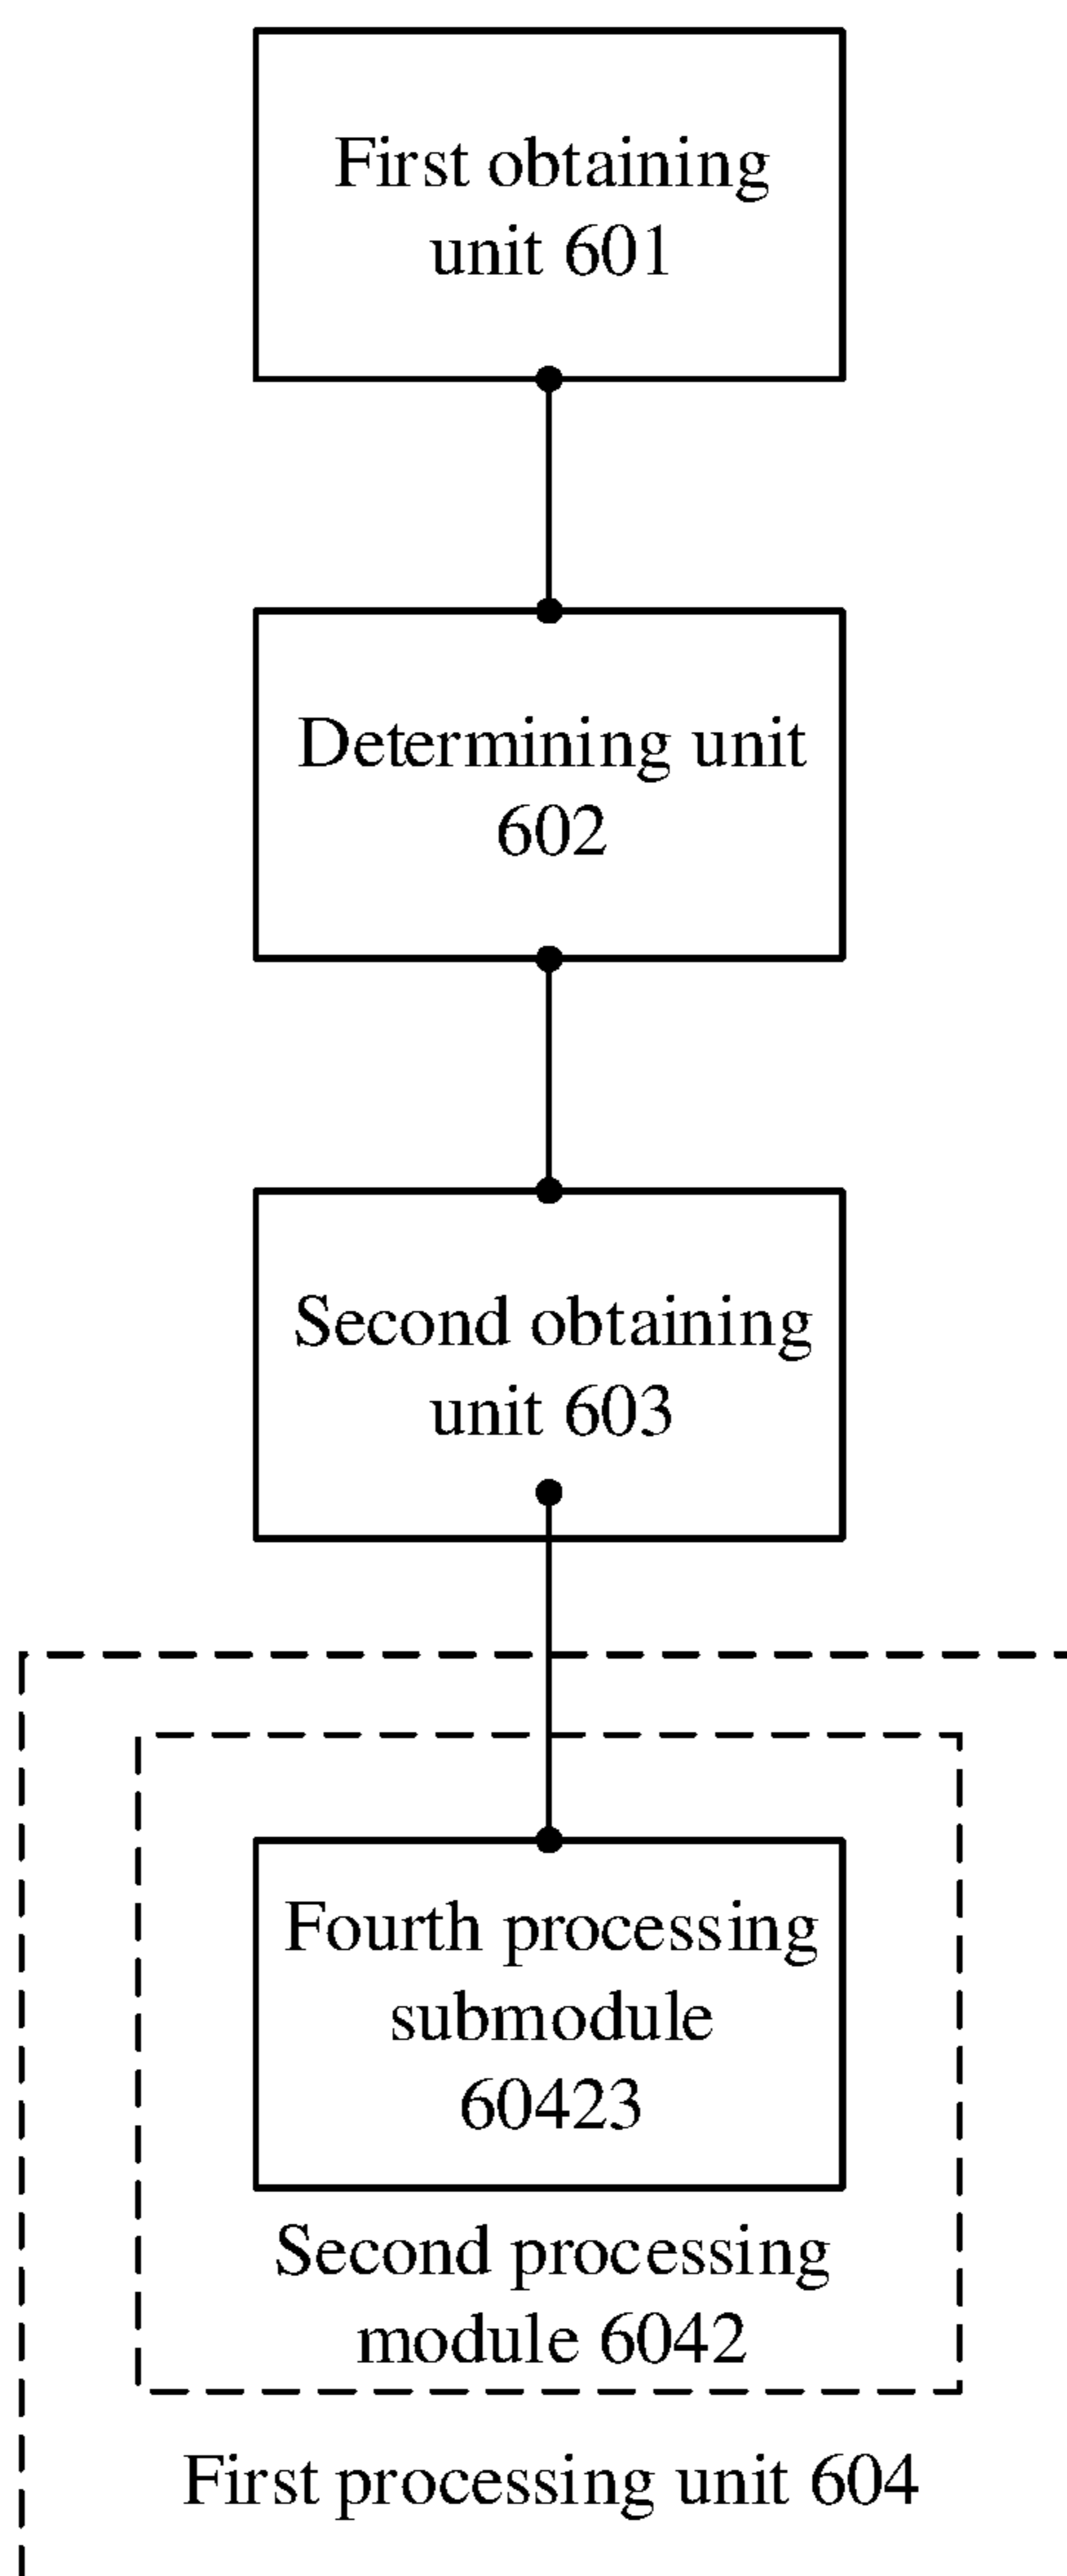 First obtaining
unit 601
Determining unit
602
Second obtaining
unit 603
Fourth processing
submodule
60423
Second processing
module 6042
First processing unit 604